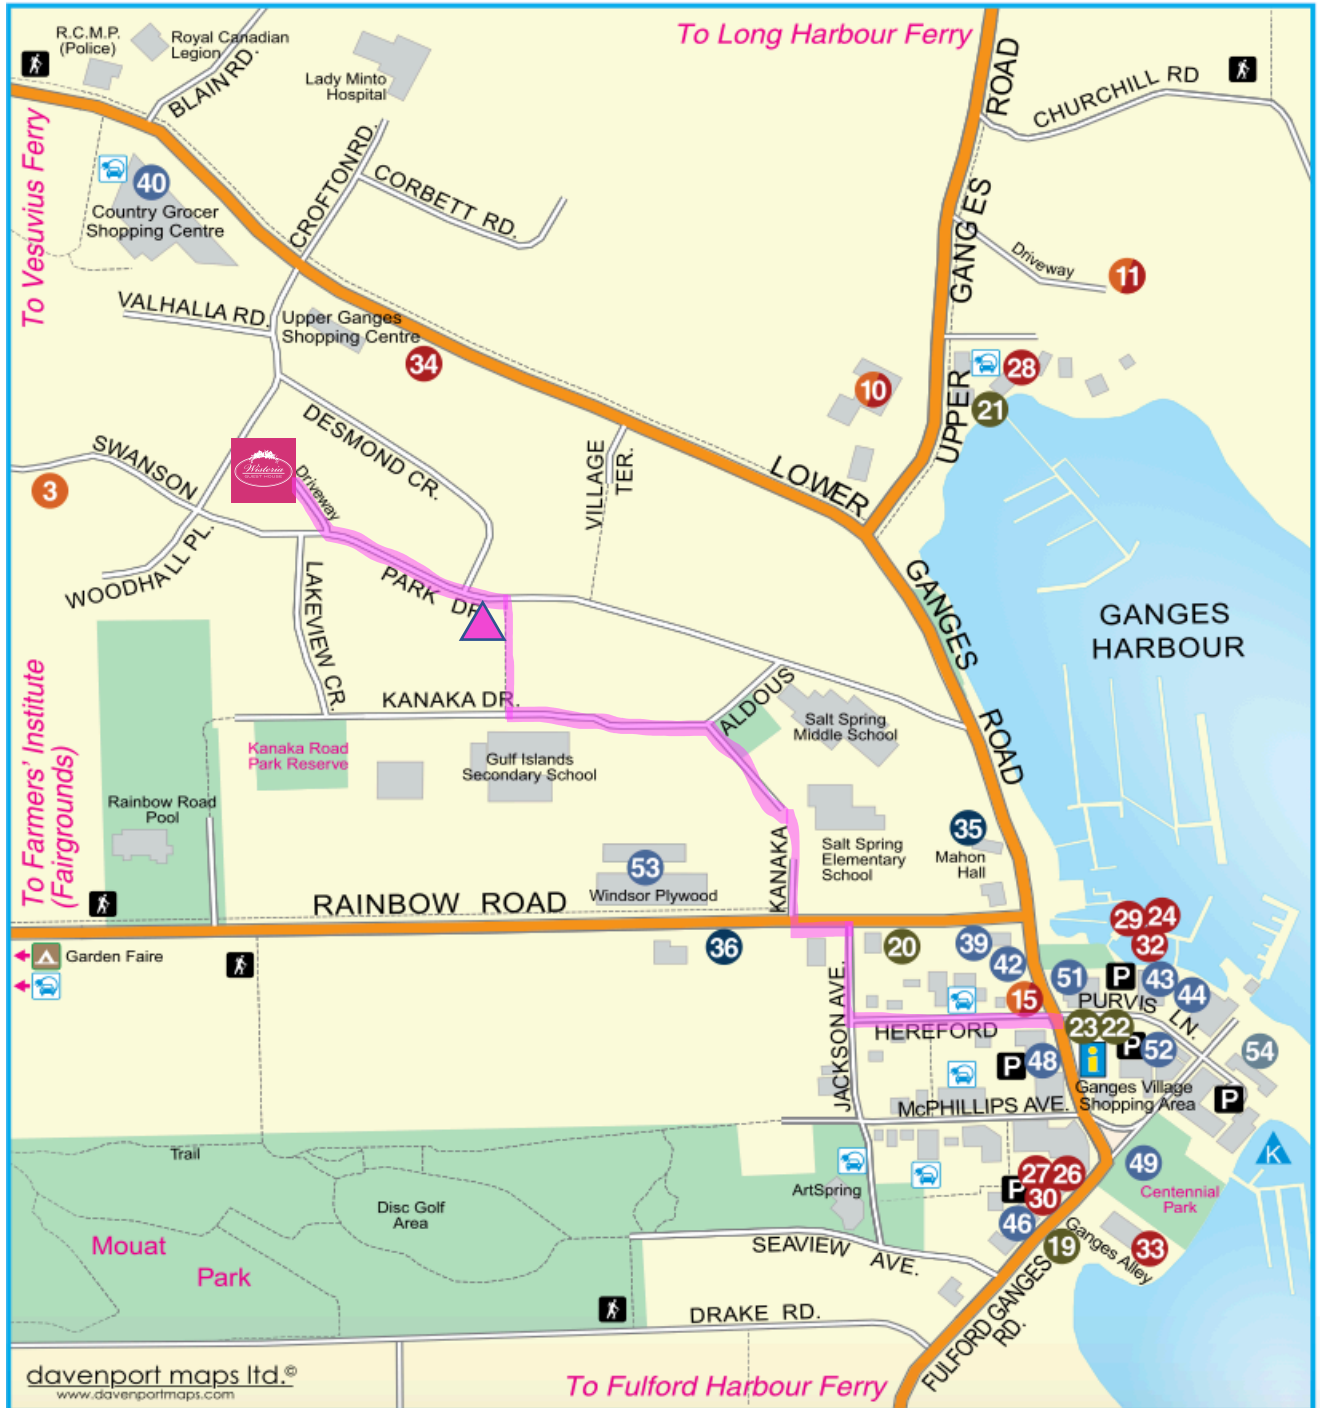 R.C.M.P.
(Police)
Royal Canadian
Legion
BLAIN RD.
Lady Minto
Hospital
To Long Harbour Ferry
ROAD
CHURCHILL RD
To Vesuvius Ferry
40
Country Grocer
Shopping Centre
CROFTON RD.
CORBETT RD.
GANGES
Driveway
11
VALHALLA RD.
Upper Ganges
Shopping Centre
34
10
28
UPPER
21
DESMOND CR.
SWANSON
Wisteria
GUEST HOUSE
Driveway
3
VILLAGE
TER.
LOWER
WOODHALL PL.
PARK DR.
LAKEVIEW CR.
GANGES
GANGES
HARBOUR
To Farmers' Institute
(Fairgrounds)
KANAKA DR.
ALDOUS
Salt Spring
Middle School
ROAD
Kanaka Road
Park Reserve
Gulf Islands
Secondary School
Rainbow Road
Pool
KANAKA
Salt Spring
Elementary
School
35
Mahon
Hall
53
Windsor Plywood
RAINBOW ROAD
29
24
32
Garden Faire
36
20
39
42
51
P
43
44
JACKSON AVE.
15
PURVIS LN.
HEREFORD
23
22
P
48
i
P
52
54
Ganges Village
Shopping Area
P
McPHILLIPS AVE.
Trail
ArtSpring
27
26
P
30
49
K
Centennial
Park
Disc Golf
Area
46
19
Ganges Alley
33
Mouat
Park
SEAVIEW AVE.
DRAKE RD.
FULFORD GANGES
RD.
davenport maps ltd.©
www.davenportmaps.com
To Fulford Harbour Ferry